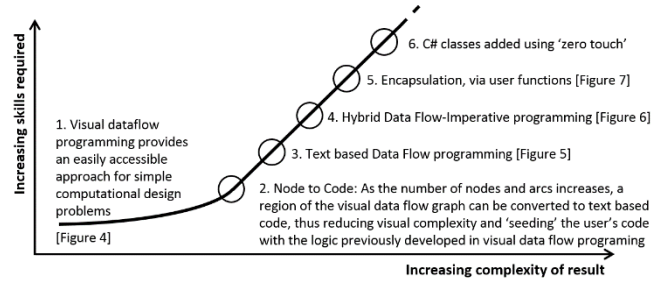 Increasing skills required
6. C# classes added using ‘zero touch’
5. Encapsulation, via user functions [Figure 7]
4. Hybrid Data Flow-Imperative programming [Figure 6]
3. Text based Data Flow programming [Figure 5]
1. Visual dataflow
programming provides
an easily accessible
approach for simple
computational design
problems
[Figure 4]
2. Node to Code: As the number of nodes and arcs increases, a
region of the visual data flow graph can be converted to text based
code, thus reducing visual complexity and ‘seeding’ the user’s code
with the logic previously developed in visual data flow programing
Increasing complexity of result